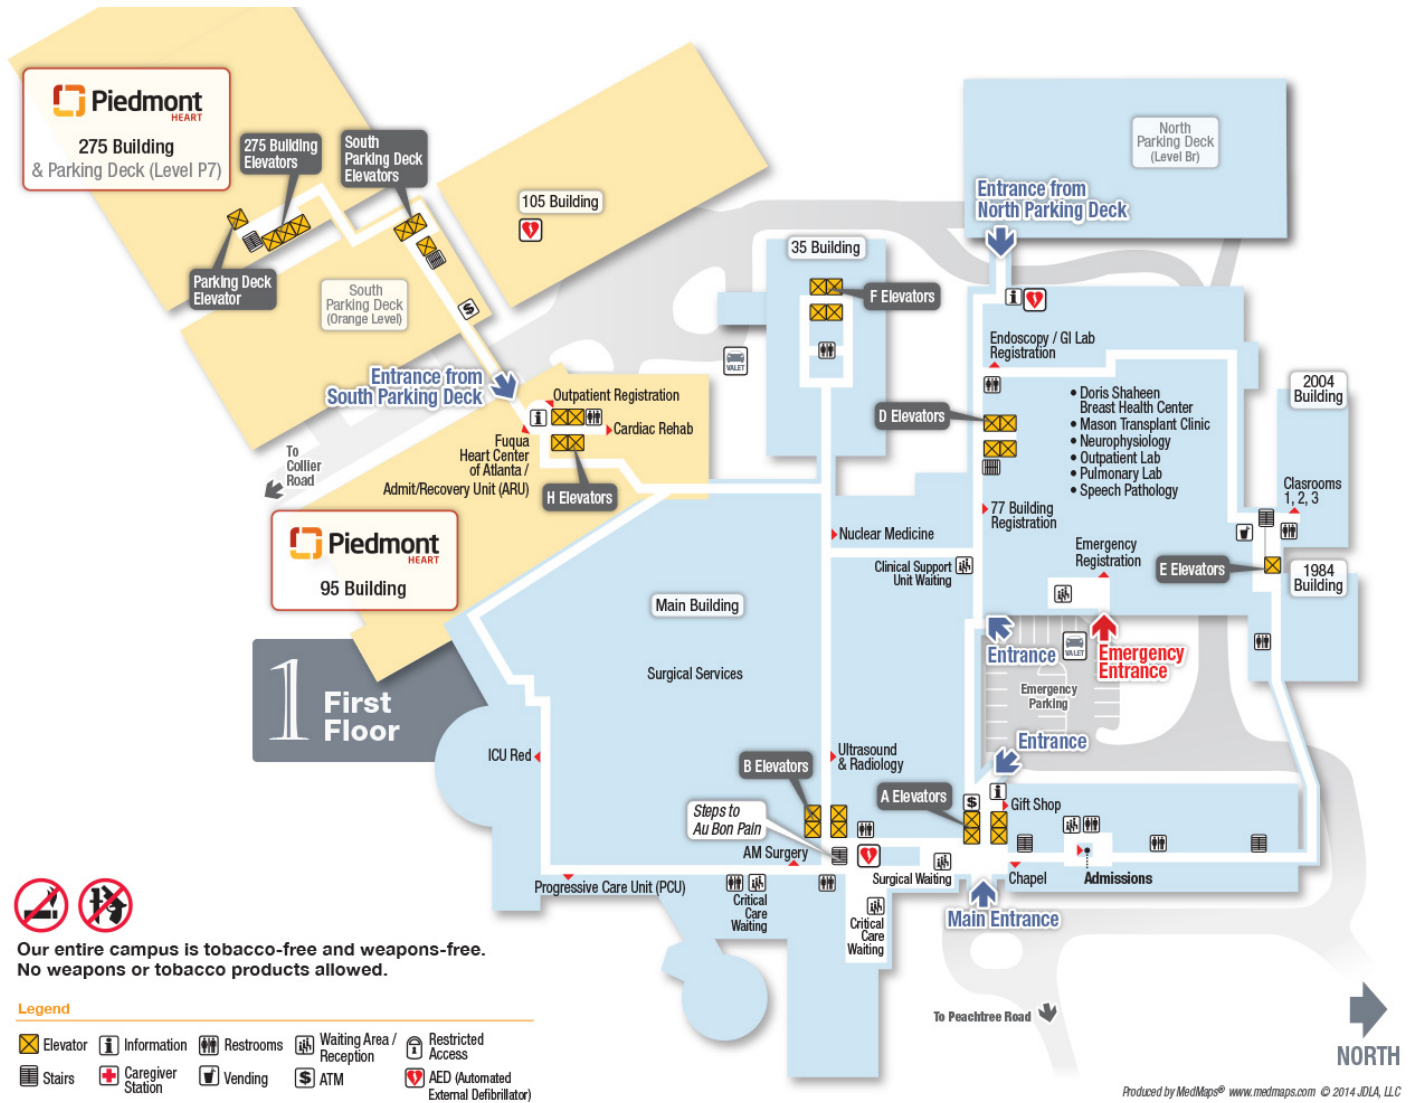 Piedmont
HEART
275 Building
& Parking Deck (Level P7)
275 Building
Elevators
South
Parking Deck
Elevators
105 Building
Parking Deck
Elevator
South
Parking Deck
(Orange Level)
$
Entrance from
South Parking Deck
To
Collier
Road
35 Building
F Elevators
VALET
North
Parking Deck
(Level Br)
Entrance from
North Parking Deck
i
Endoscopy / GI Lab
Registration
Outpatient Registration
i
Cardiac Rehab
Fuqua
Heart Center
of Atlanta /
Admit/Recovery Unit (ARU)
H Elevators
D Elevators
• Doris Shaheen
Breast Health Center
• Mason Transplant Clinic
• Neurophysiology
• Outpatient Lab
• Pulmonary Lab
• Speech Pathology
2004
Building
Clasrooms
1, 2, 3
77 Building
Registration
Piedmont
HEART
95 Building
Nuclear Medicine
Clinical Support
Unit Waiting
Emergency
Registration
E Elevators
1984
Building
Main Building
Surgical Services
Entrance
VALET
Emergency
Entrance
Emergency
Parking
1 First
Floor
ICU Red
Ultrasound
& Radiology
Entrance
B Elevators
A Elevators
$
i
Gift Shop
Steps to
Au Bon Pain
AM Surgery
Surgical Waiting
Chapel
Admissions
Progressive Care Unit (PCU)
Critical
Care
Waiting
Critical
Care
Waiting
Main Entrance
Our entire campus is tobacco-free and weapons-free.
No weapons or tobacco products allowed.
Legend
Elevator
i Information
Restrooms
Waiting Area /
Reception
Restricted
Access
Stairs
Caregiver
Station
Vending
$ ATM
AED (Automated
External Defibrillator)
To Peachtree Road
NORTH
Produced by MedMaps® www.medmaps.com © 2014 JDLA, LLC